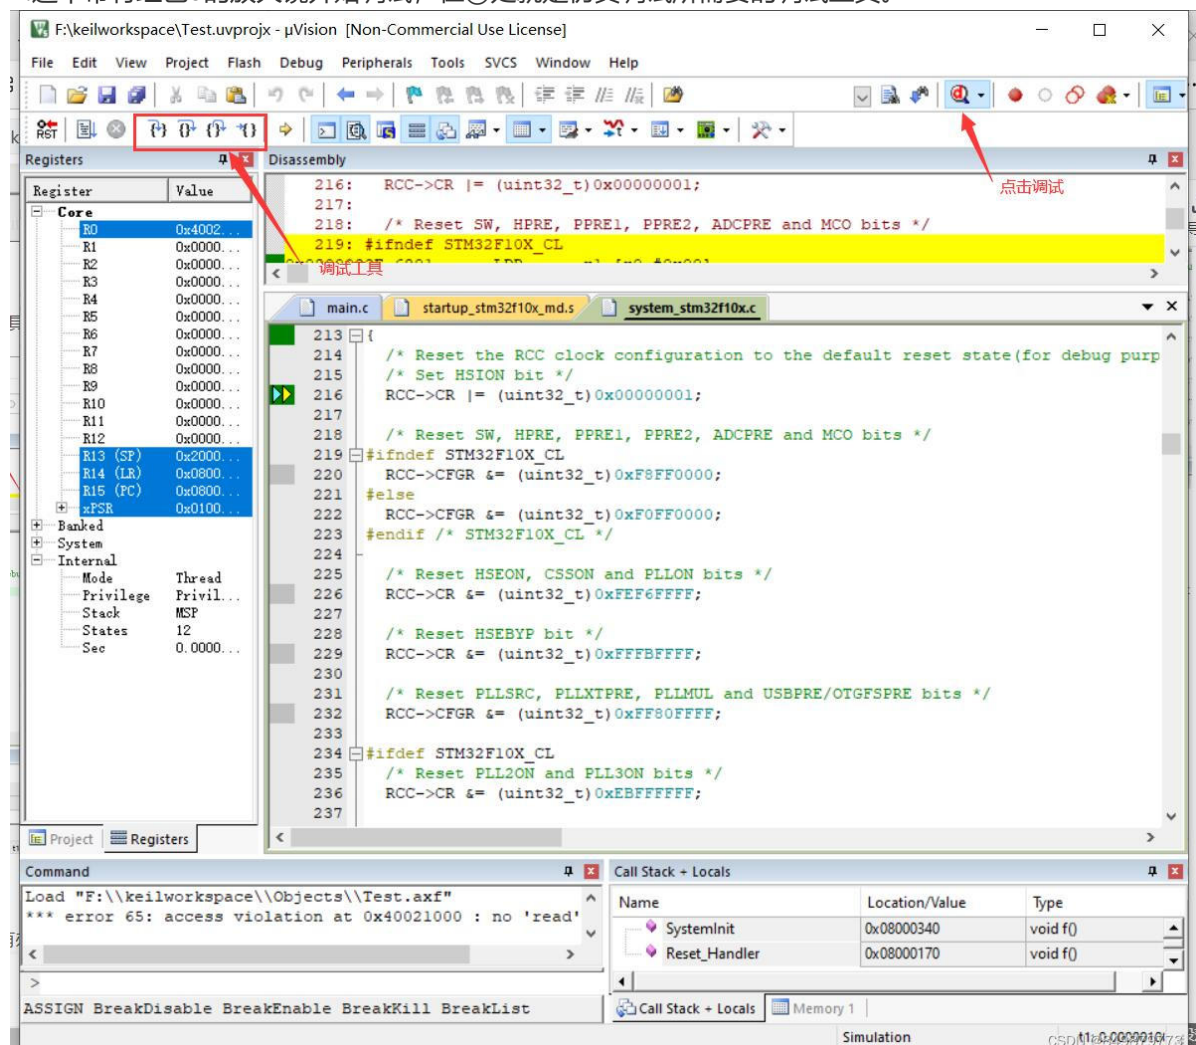 F:\keilworkspace\Test.uvprojx - µVision [Non-Commercial Use License]
File Edit View Project Flash Debug Peripherals Tools SVCS Window Help
RST
Registers
Disassembly
Register Value
Core
R0 0x4002...
R1 0x0000...
R2 0x0000...
R3 0x0000...
R4 0x0000...
R5 0x0000...
R6 0x0000...
R7 0x0000...
R8 0x0000...
R9 0x0000...
R10 0x0000...
R11 0x0000...
R12 0x0000...
R13 (SP) 0x2000...
R14 (LR) 0x0800...
R15 (PC) 0x0800...
xPSR 0x0100...
Banked
System
Internal
Mode Thread
Privilege Privil...
Stack MSP
States 12
Sec 0.0000...
Project Registers
216: RCC->CR |= (uint32_t)0x00000001;
217:
218: /* Reset SW, HPRE, PPRE1, PPRE2, ADCPRE and MCO bits */
219: #ifndef STM32F10X_CL
点击调试
调试工具
main.c startup_stm32f10x_md.s system_stm32f10x.c
213 {
214 /* Reset the RCC clock configuration to the default reset state(for debug purp
215 /* Set HSION bit */
216 RCC->CR |= (uint32_t)0x00000001;
217
218 /* Reset SW, HPRE, PPRE1, PPRE2, ADCPRE and MCO bits */
219 #ifndef STM32F10X_CL
220 RCC->CFGR &= (uint32_t)0xF8FF0000;
221 #else
222 RCC->CFGR &= (uint32_t)0xF0FF0000;
223 #endif /* STM32F10X_CL */
224
225 /* Reset HSEON, CSSON and PLLON bits */
226 RCC->CR &= (uint32_t)0xFEF6FFFF;
227
228 /* Reset HSEBYP bit */
229 RCC->CR &= (uint32_t)0xFFFBFFFF;
230
231 /* Reset PLLSRC, PLLXTPRE, PLLMUL and USBPRE/OTGFSPRE bits */
232 RCC->CFGR &= (uint32_t)0xFF80FFFF;
233
234 #ifdef STM32F10X_CL
235 /* Reset PLL2ON and PLL3ON bits */
236 RCC->CR &= (uint32_t)0xEBFFFFFF;
237
Command
Load "F:\\keilworkspace\\Objects\\Test.axf"
*** error 65: access violation at 0x40021000 : no 'read'
>
ASSIGN BreakDisable BreakEnable BreakKill BreakList
Call Stack + Locals
Name Location/Value Type
SystemInit 0x08000340 void f()
Reset_Handler 0x08000170 void f()
Call Stack + Locals Memory 1
Simulation